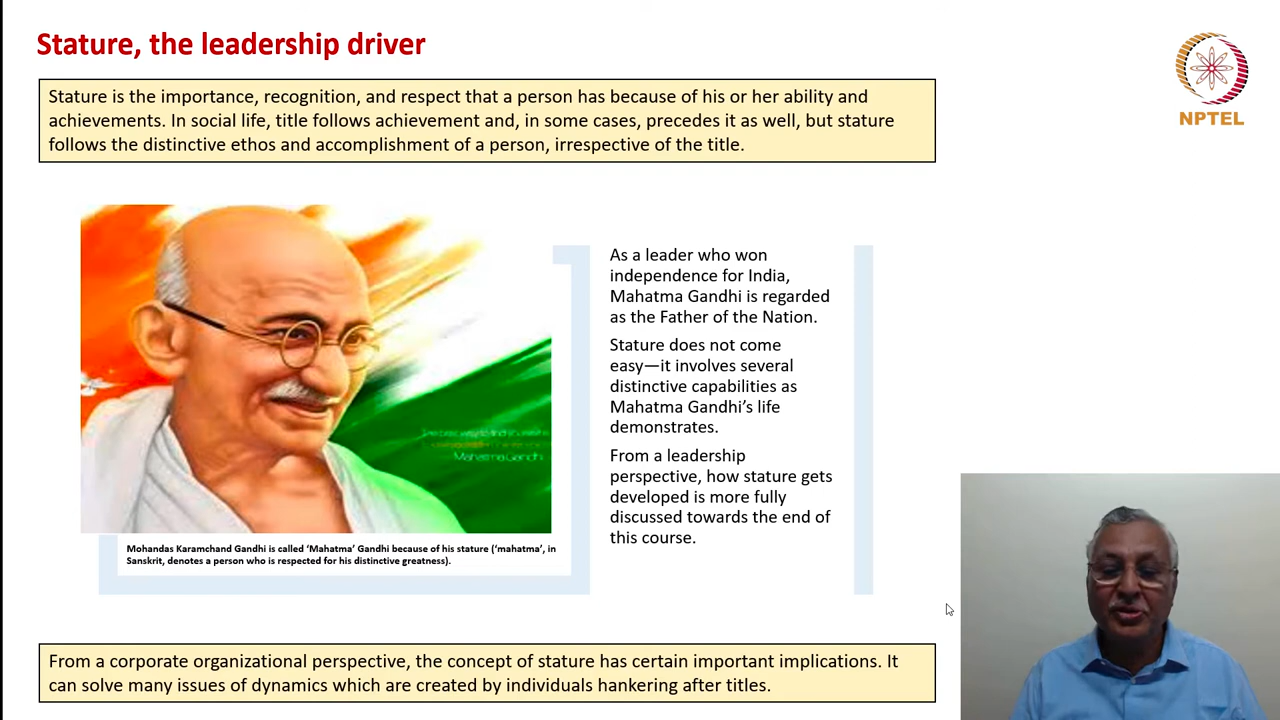 Stature, the leadership driver
NPTEL
Stature is the importance, recognition, and respect that a person has because of his or her ability and
achievements. In social life, title follows achievement and, in some cases, precedes it as well, but stature
follows the distinctive ethos and accomplishment of a person, irrespective of the title.
Mahatma Gandhi
Mohandas Karamchand Gandhi is called ‘Mahatma’ Gandhi because of his stature (‘mahatma’, in
Sanskrit, denotes a person who is respected for his distinctive greatness).
As a leader who won
independence for India,
Mahatma Gandhi is regarded
as the Father of the Nation.
Stature does not come
easy—it involves several
distinctive capabilities as
Mahatma Gandhi’s life
demonstrates.
From a leadership
perspective, how stature gets
developed is more fully
discussed towards the end of
this course.
From a corporate organizational perspective, the concept of stature has certain important implications. It
can solve many issues of dynamics which are created by individuals hankering after titles.